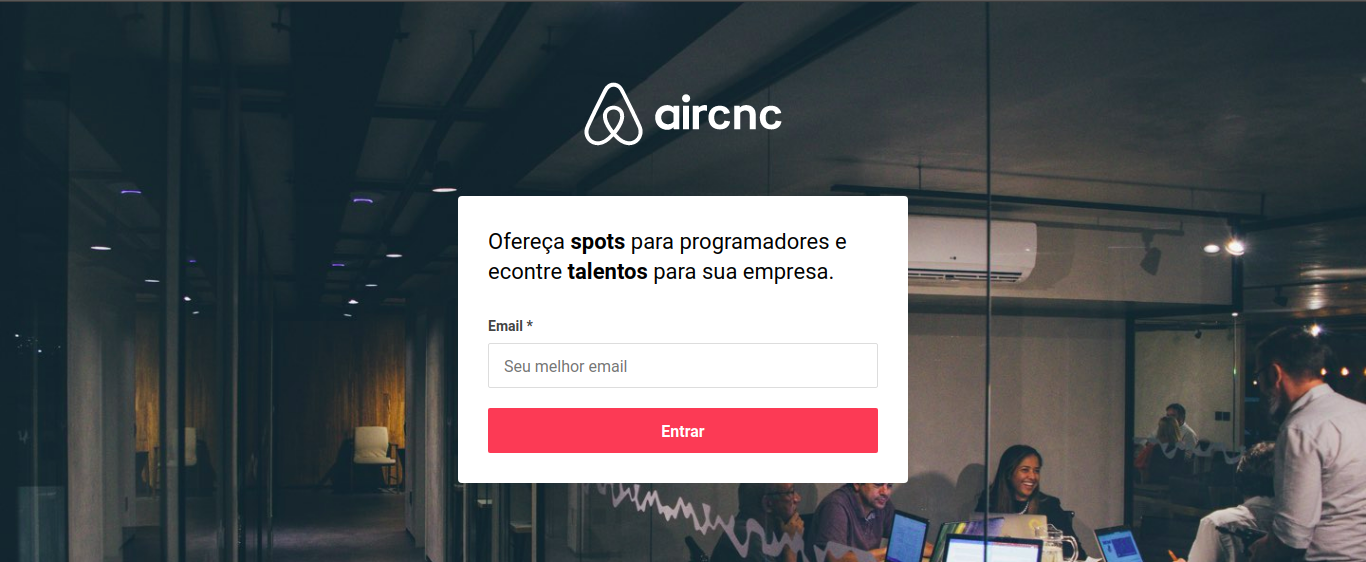 aircnc
Ofereça spots para programadores e
econtre talentos para sua empresa.
Email *
Seu melhor email
Entrar